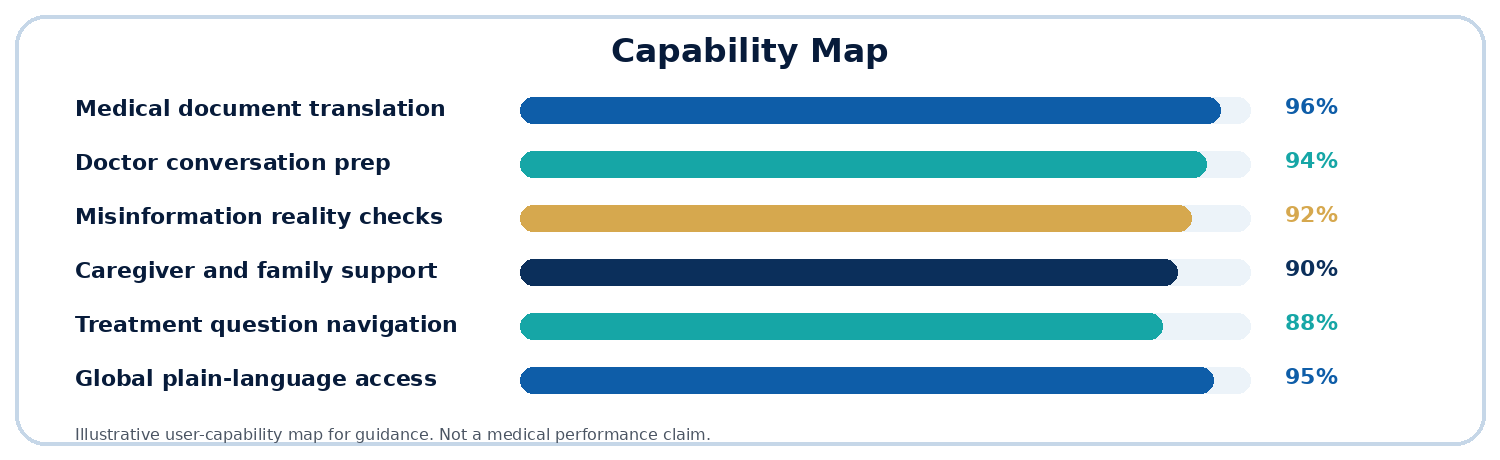 Capability Map
Medical document translation 96%
Doctor conversation prep 94%
Misinformation reality checks 92%
Caregiver and family support 90%
Treatment question navigation 88%
Global plain-language access 95%
Illustrative user-capability map for guidance. Not a medical performance claim.